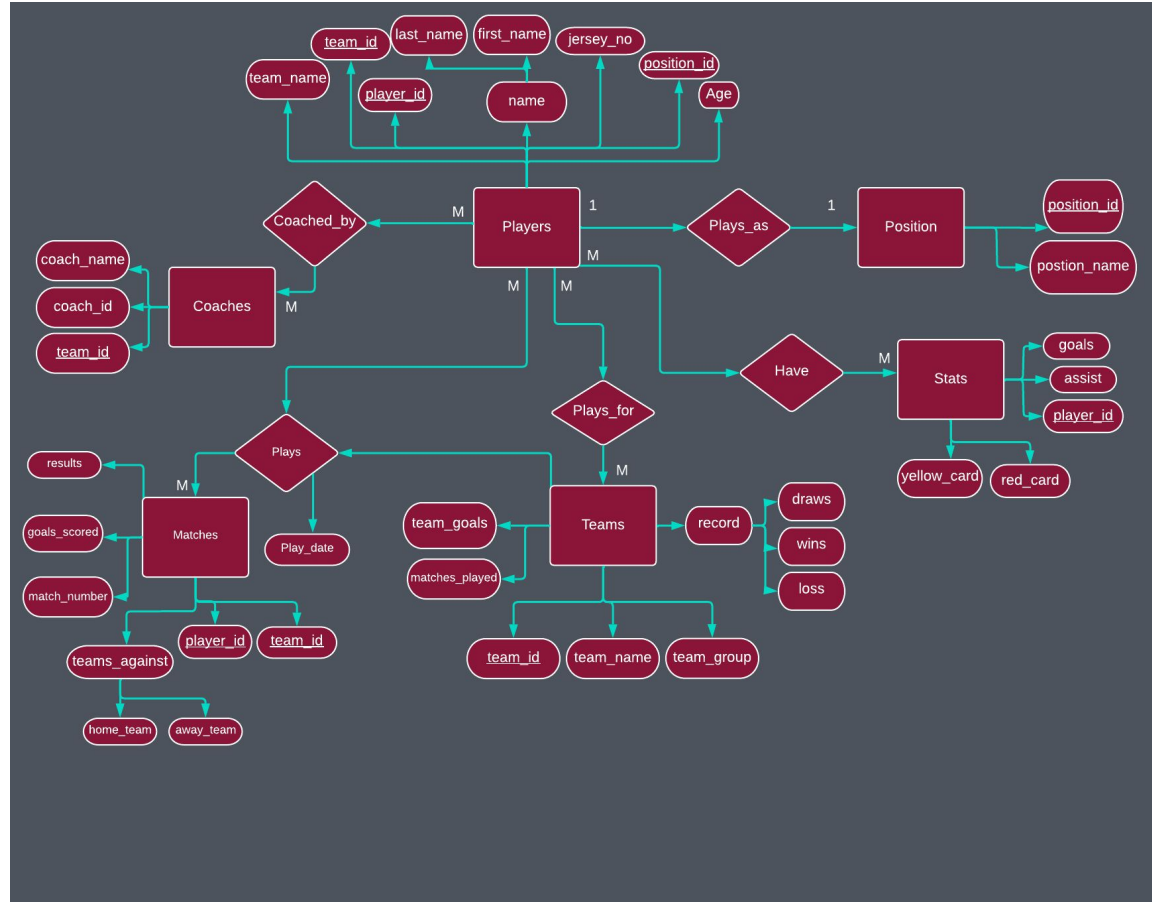 last_name
first_name
team_id
jersey_no
position_id
team_name
player_id
name
Age
Coached_by
M
Players
1
Plays_as
1
Position
position_id
postion_name
M
coach_name
coach_id
team_id
Coaches
M
M
M
Have
M
Stats
goals
assist
player_id
yellow_card
red_card
Plays_for
M
Plays
M
results
goals_scored
match_number
Matches
Play_date
team_goals
matches_played
Teams
record
draws
wins
loss
teams_against
player_id
team_id
home_team
away_team
team_id
team_name
team_group